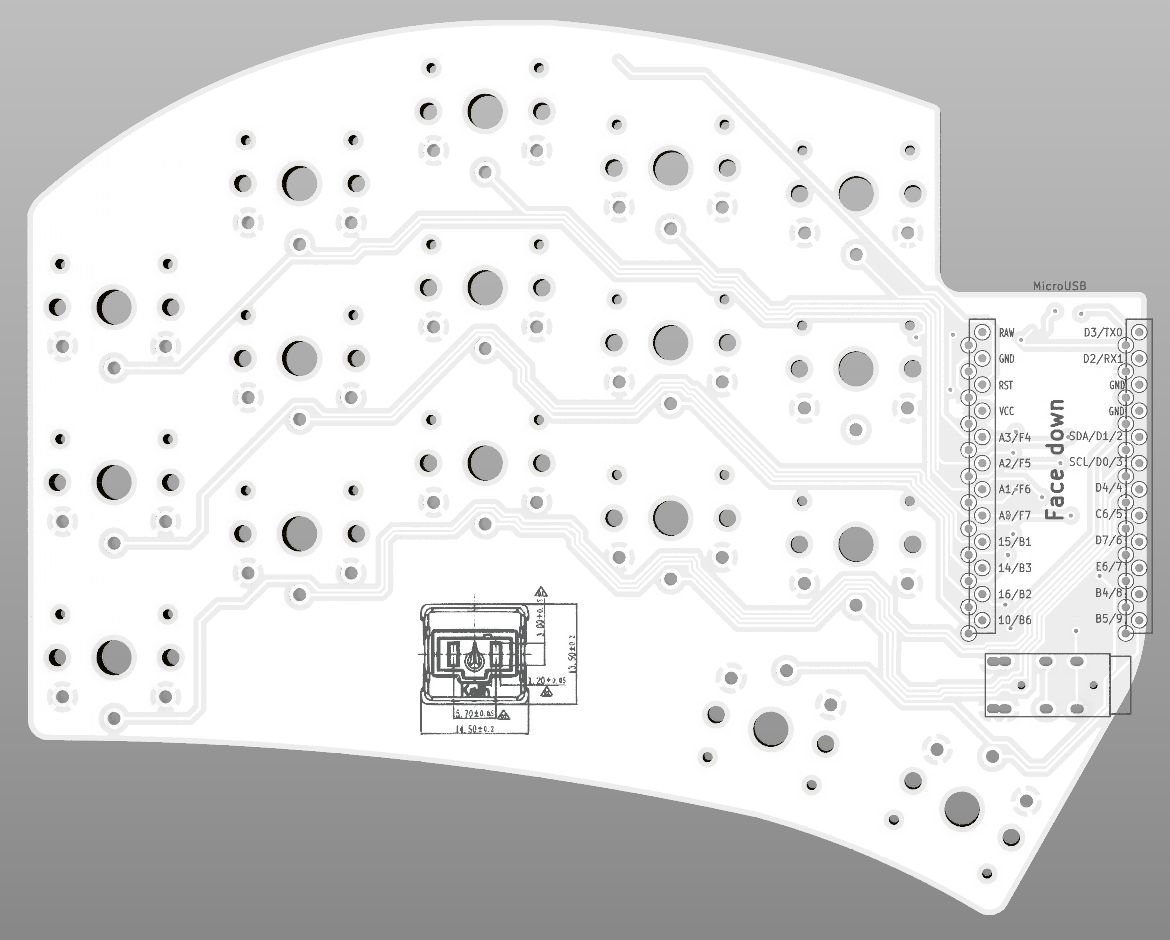 MicroUSB
RAW
D3/TX0
GND
D2/RX1
RST
GND
VCC
GND
A3/F4
SDA/D1/2
A2/F5
SCL/D0/3
A1/F6
D4/4
A0/F7
C6/5
15/B1
D7/6
14/B3
E6/7
16/B2
B4/8
10/B6
B5/9
Face down
3.00±0.05
13.50±0.2
1.20±0.05
5.70±0.05
14.50±0.2